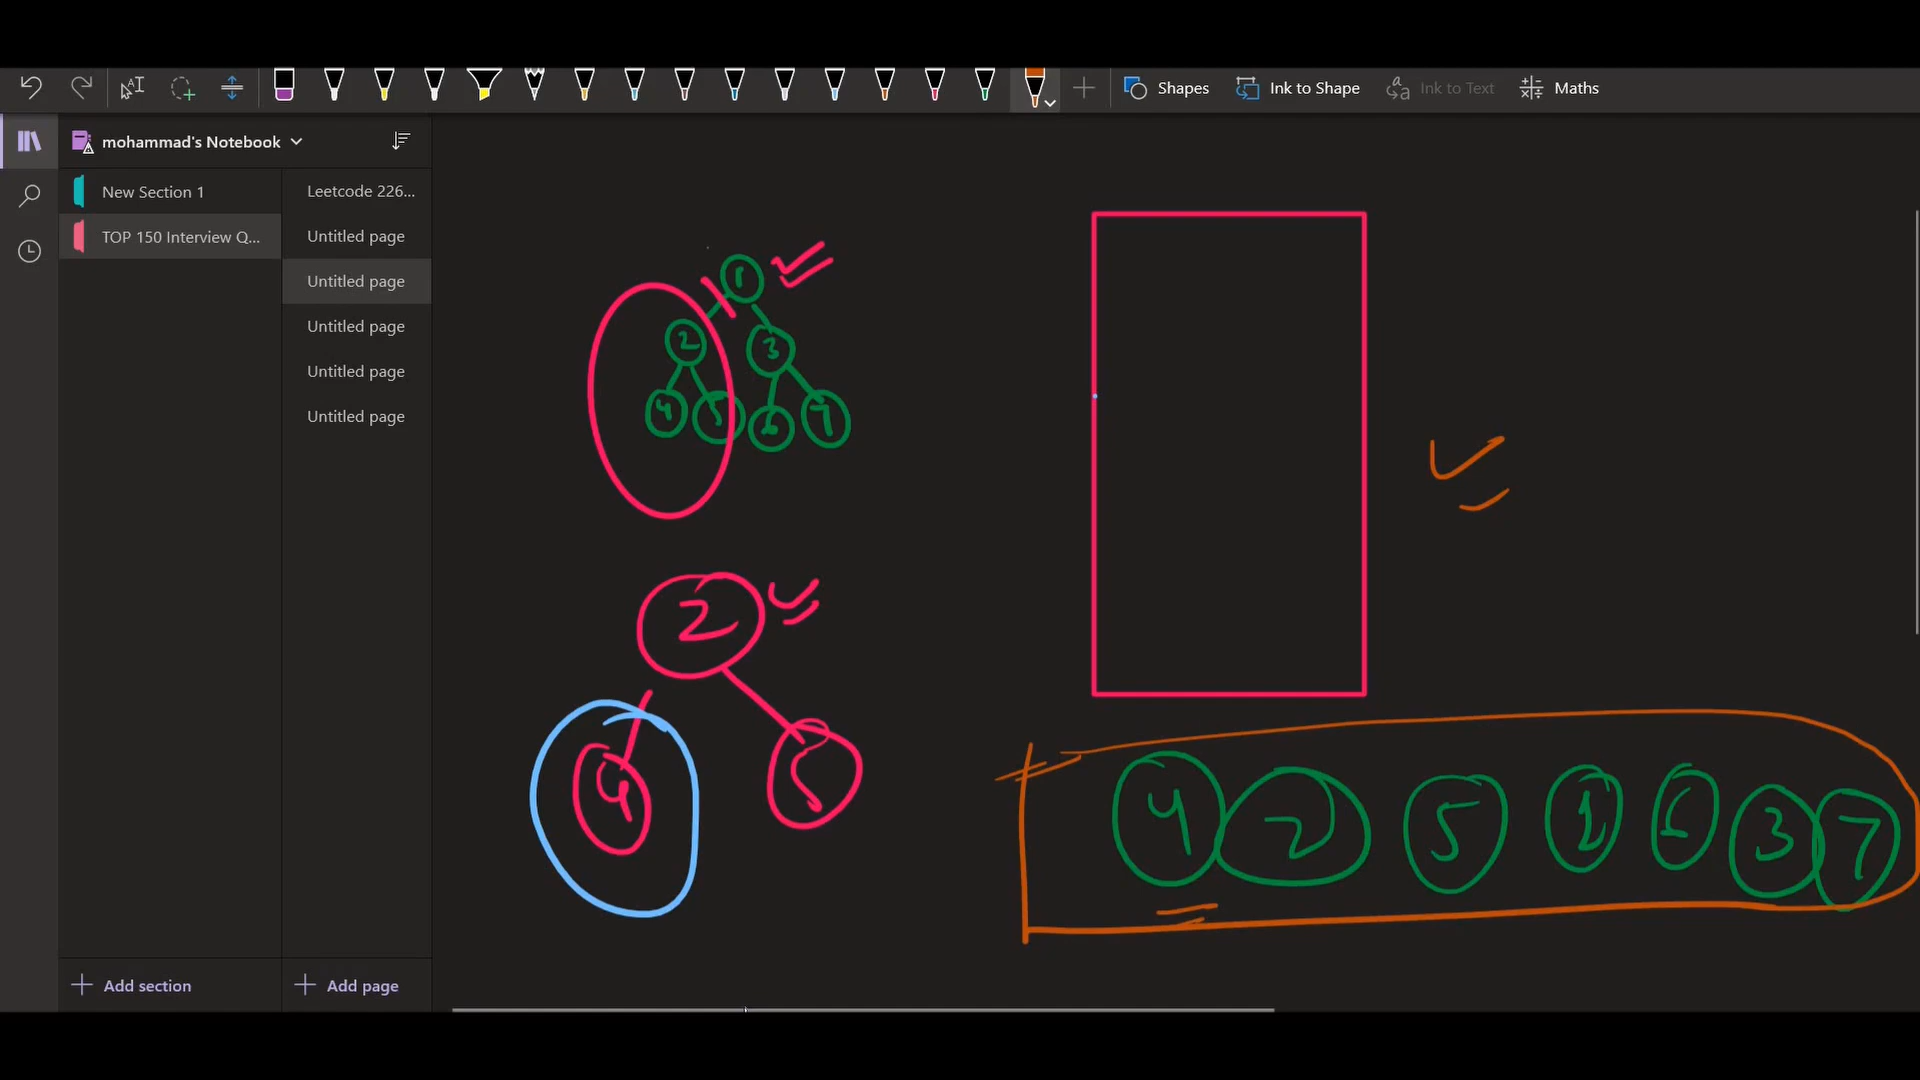 Shapes
Ink to Shape
Ink to Text
Maths
mohammad's Notebook
New Section 1
TOP 150 Interview Q...
Leetcode 226...
Untitled page
Untitled page
Untitled page
Untitled page
Untitled page
1
2 3
4 5 6 7
2
4 5
4 2 5 1 6 3 7
Add section
Add page